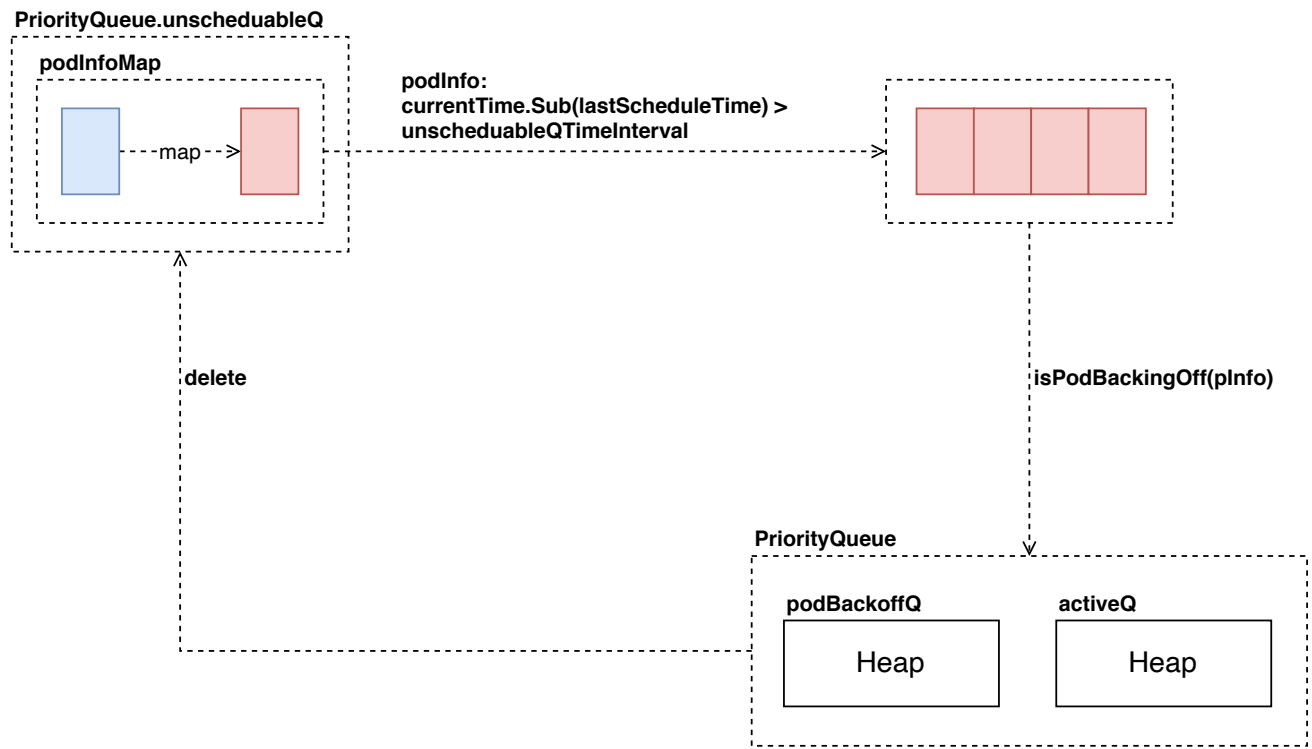 PriorityQueue.unscheduableQ
podInfoMap
map
podInfo:
currentTime.Sub(lastScheduleTime) >
unscheduableQTimeInterval
delete
isPodBackingOff(pInfo)
PriorityQueue
podBackoffQ
activeQ
Heap
Heap